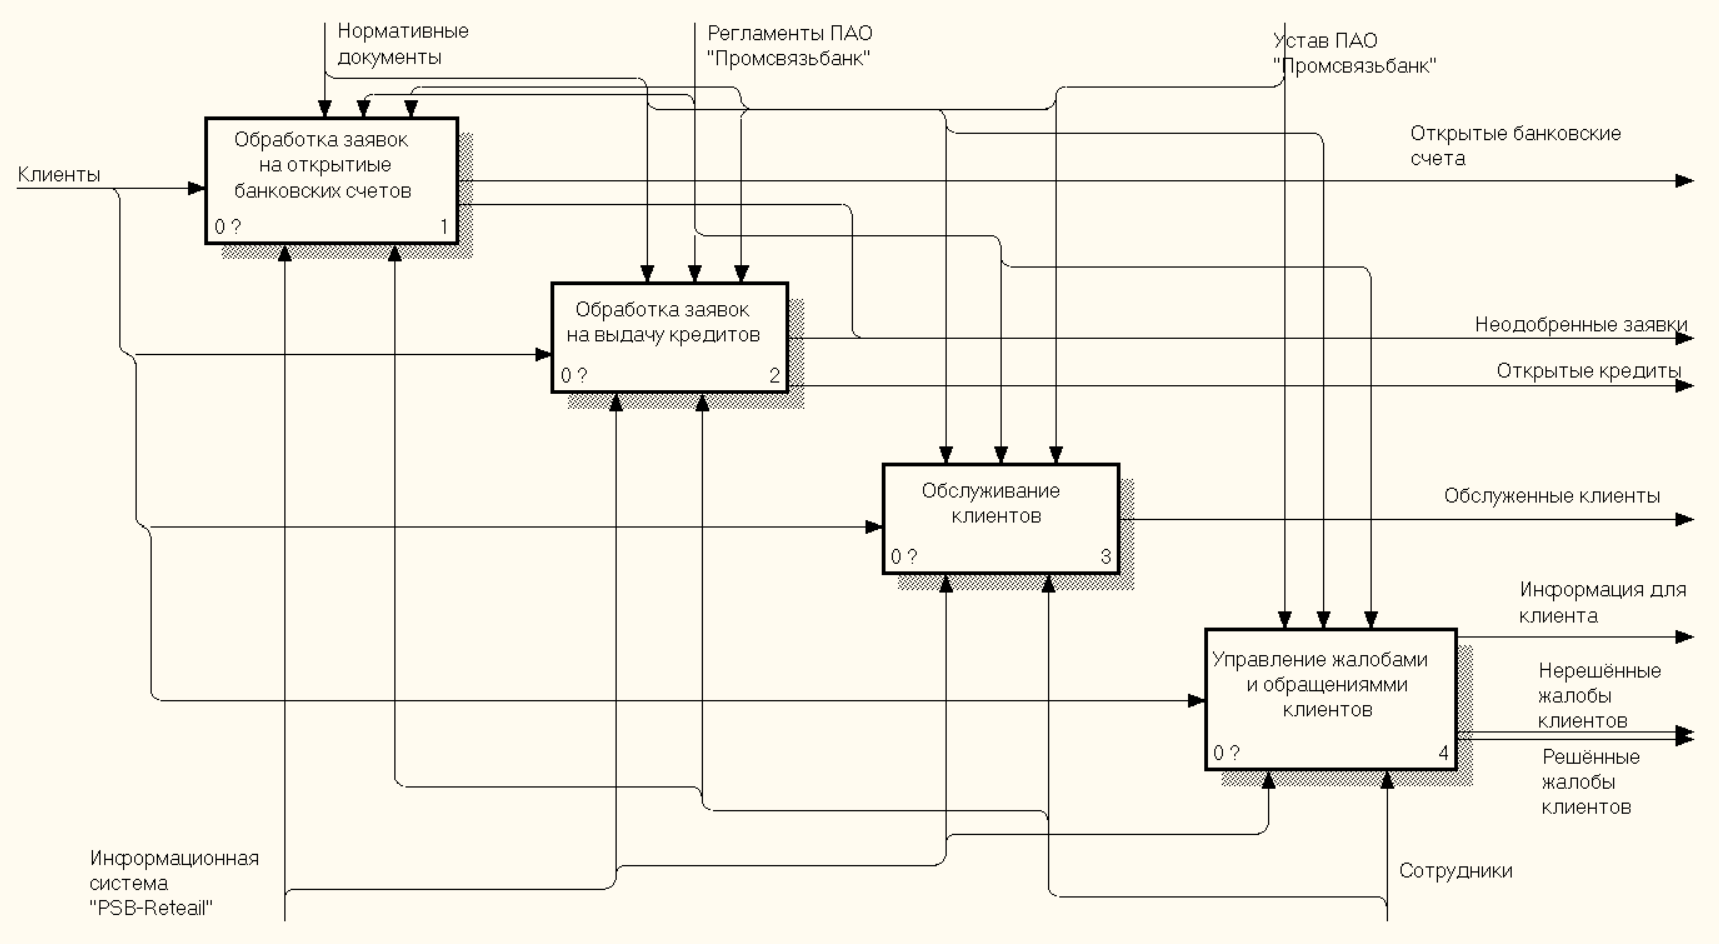 Нормативные
документы
Регламенты ПАО
"Промсвязьбанк"
Устав ПАО
"Промсвязьбанк"
Обработка заявок
на открытиые
банковских счетов
0 ?
1
Клиенты
Открытые банковские
счета
Обработка заявок
на выдачу кредитов
0 ?
2
Неодобренные заявки
Открытые кредиты
Обслуживание
клиентов
0 ?
3
Обслуженные клиенты
Информация для
клиента
Управление жалобами
и обращениямми
клиентов
0 ?
4
Нерешённые
жалобы
клиентов
Решённые
жалобы
клиентов
Информационная
система
"PSB-Reteail"
Сотрудники